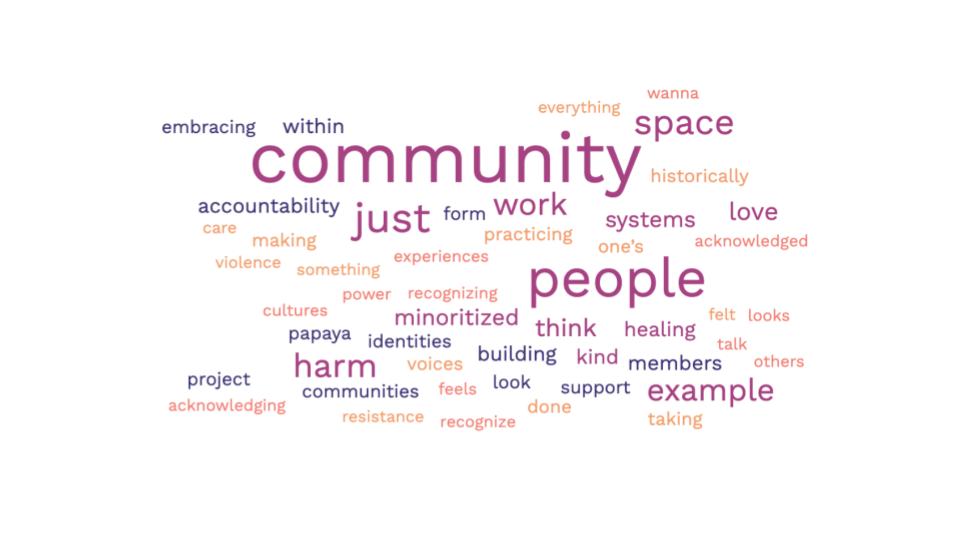 wanna
everything
space
embracing within
community
historically
accountability just form work systems love
care making practicing one's acknowledged
violence something experiences people
power recognizing
cultures minoritized think healing felt looks
papaya identities talk
harm voices building kind members others
project communities feels look support example
acknowledging resistance recognize done taking